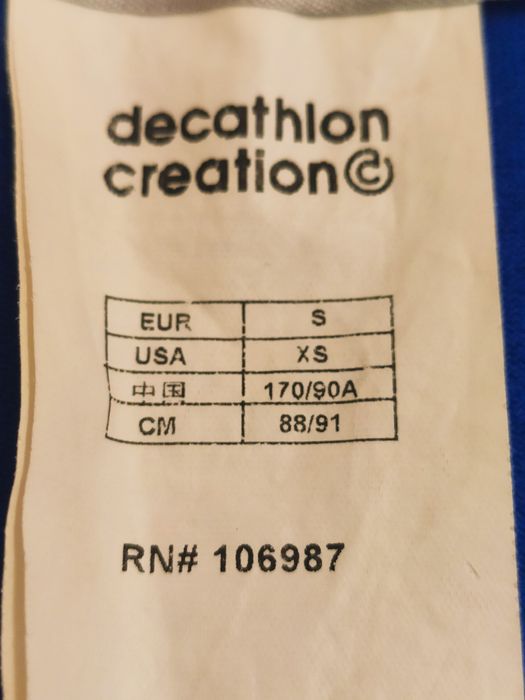 decathlon
creation©
EUR S
USA XS
中国 170/90A
CM 88/91
RN# 106987